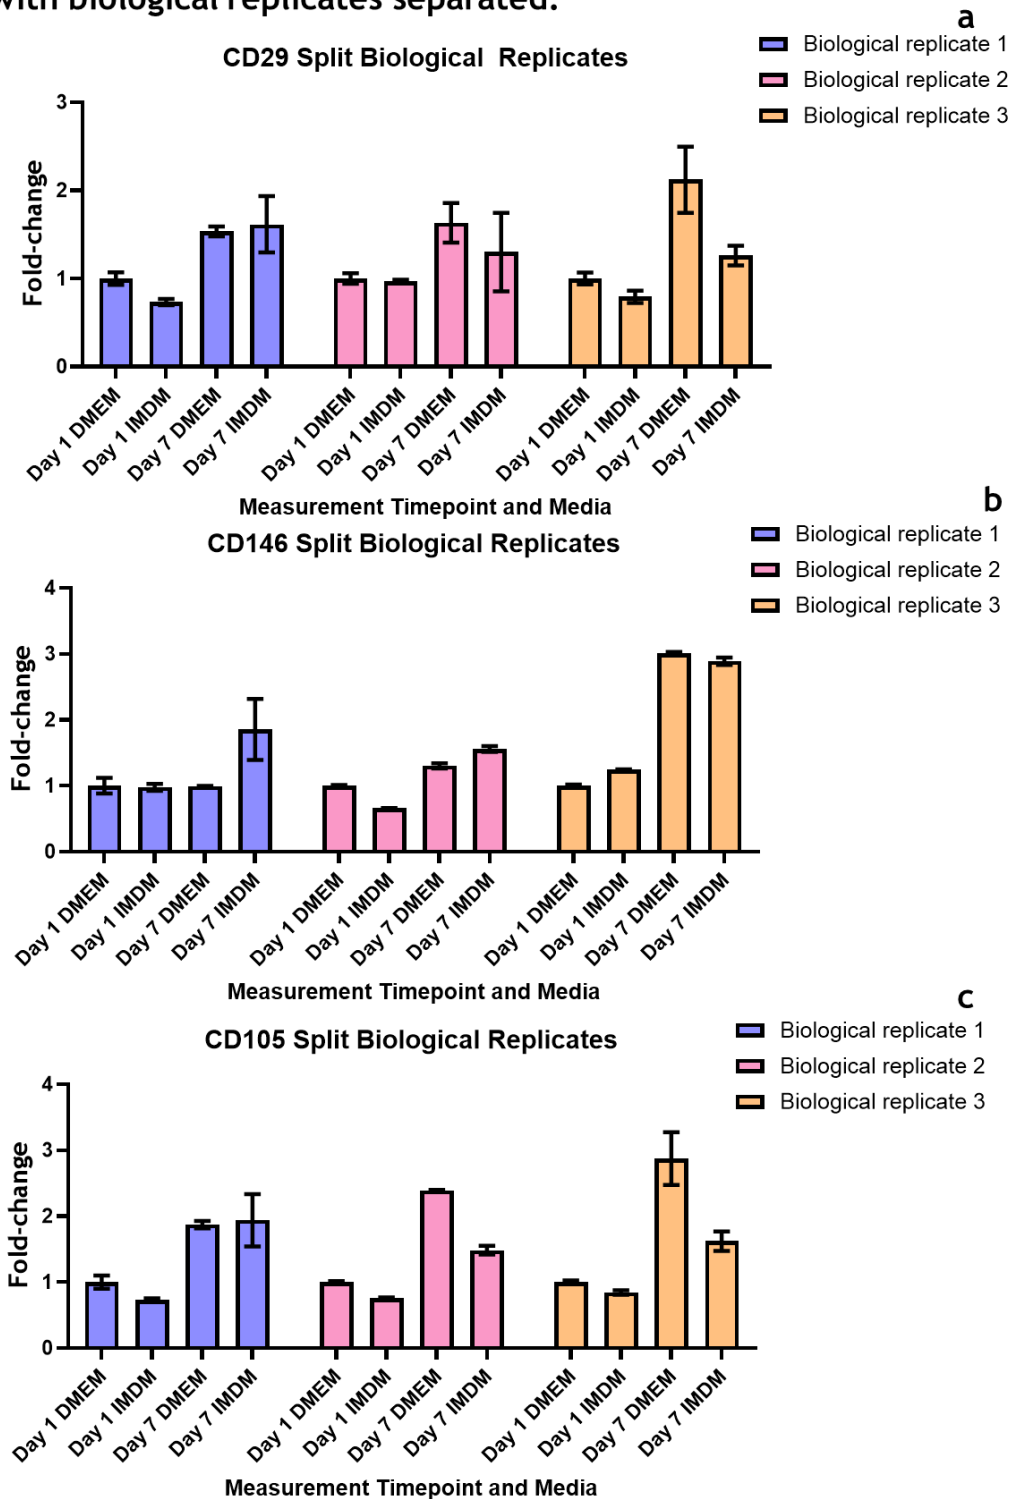 with biological replicates separated.
a
CD29 Split Biological  Replicates
Biological replicate 1
Biological replicate 2
Biological replicate 3
Fold-change
3
2
1
0
Day 1 DMEM
Day 1 IMDM
Day 7 DMEM
Day 7 IMDM
Day 1 DMEM
Day 1 IMDM
Day 7 DMEM
Day 7 IMDM
Day 1 DMEM
Day 1 IMDM
Day 7 DMEM
Day 7 IMDM
Measurement Timepoint and Media
b
CD146 Split Biological Replicates
Biological replicate 1
Biological replicate 2
Biological replicate 3
Fold-change
4
3
2
1
0
Day 1 DMEM
Day 1 IMDM
Day 7 DMEM
Day 7 IMDM
Day 1 DMEM
Day 1 IMDM
Day 7 DMEM
Day 7 IMDM
Day 1 DMEM
Day 1 IMDM
Day 7 DMEM
Day 7 IMDM
Measurement Timepoint and Media
c
CD105 Split Biological Replicates
Biological replicate 1
Biological replicate 2
Biological replicate 3
Fold-change
4
3
2
1
0
Day 1 DMEM
Day 1 IMDM
Day 7 DMEM
Day 7 IMDM
Day 1 DMEM
Day 1 IMDM
Day 7 DMEM
Day 7 IMDM
Day 1 DMEM
Day 1 IMDM
Day 7 DMEM
Day 7 IMDM
Measurement Timepoint and Media